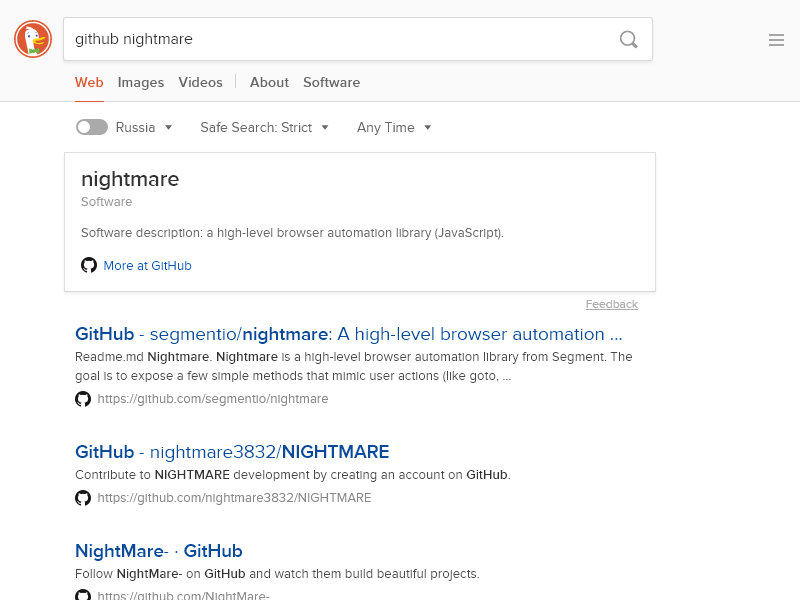 github nightmare
Web Images Videos About Software
Russia Safe Search: Strict Any Time
nightmare
Software
Software description: a high-level browser automation library (JavaScript).
More at GitHub
Feedback
GitHub - segmentio/nightmare: A high-level browser automation ...
Readme.md Nightmare. Nightmare is a high-level browser automation library from Segment. The
goal is to expose a few simple methods that mimic user actions (like goto, ...
https://github.com/segmentio/nightmare
GitHub - nightmare3832/NIGHTMARE
Contribute to NIGHTMARE development by creating an account on GitHub.
https://github.com/nightmare3832/NIGHTMARE
NightMare- · GitHub
Follow NightMare- on GitHub and watch them build beautiful projects.
https://github.com/NightMare-